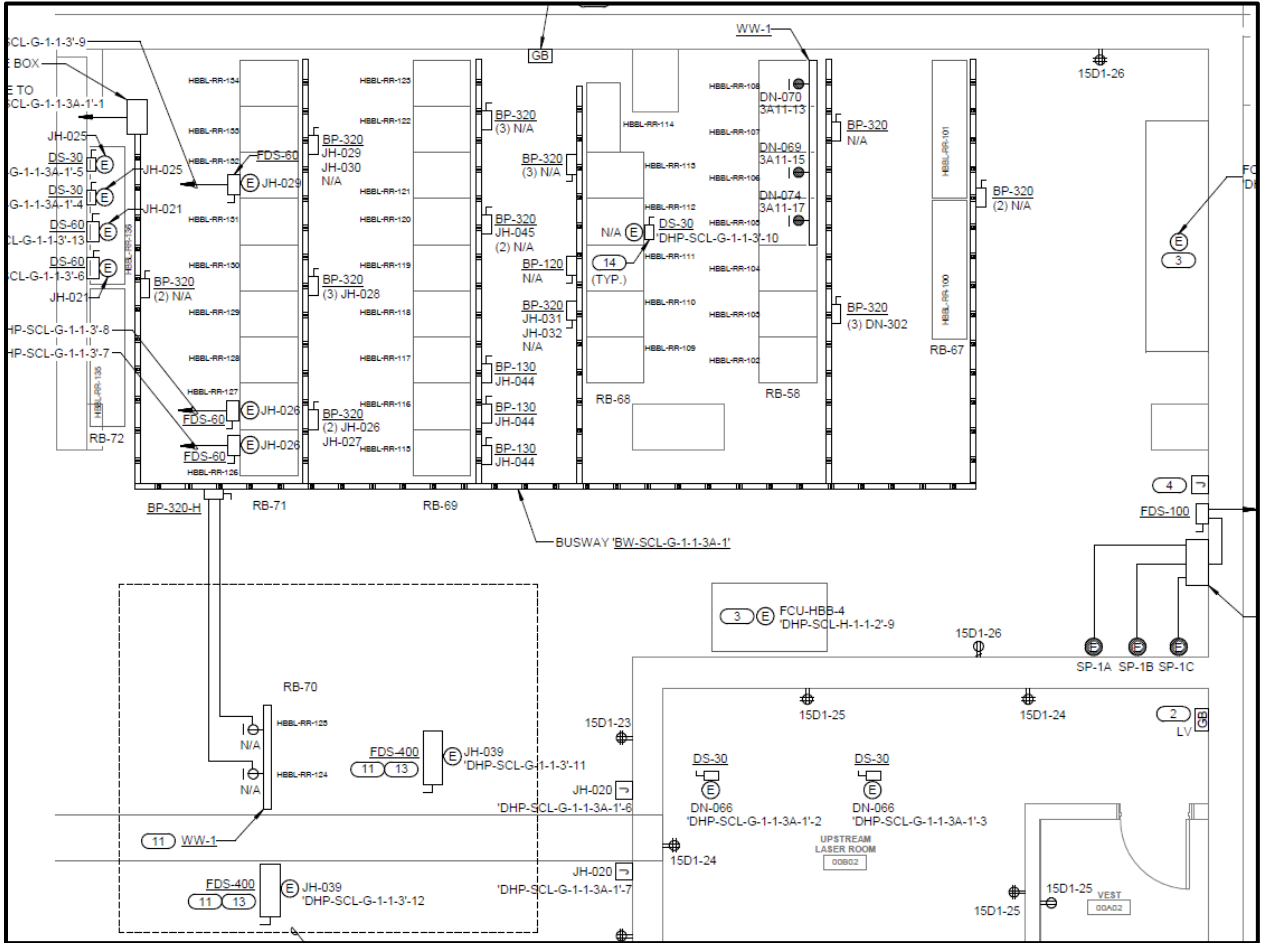 SCL-G-1-1-3'-9
E BOX
E TO
SCL-G-1-1-3A-1'-1
JH-025
DS-30
G-1-1-3A-1'-5
JH-025
DS-30
G-1-1-3A-1'-4
JH-021
DS-60
CL-G-1-1-3'-13
DS-60
SCL-G-1-1-3'-6
JH-021
HBBL-RR-136
BP-320
(2) N/A
HP-SCL-G-1-1-3'-8
HP-SCL-G-1-1-3'-7
HBBL-RR-135
RB-72
HBBL-RR-134
HBBL-RR-133
HBBL-RR-132
HBBL-RR-131
HBBL-RR-130
HBBL-RR-129
HBBL-RR-128
HBBL-RR-127
HBBL-RR-126
FDS-60
E JH-029
FDS-60
E JH-026
FDS-60
E JH-026
BP-320-H
RB-71
BP-320
JH-029
JH-030
N/A
BP-320
(3) JH-028
BP-320
(2) JH-026
JH-027
HBBL-RR-123
HBBL-RR-122
HBBL-RR-121
HBBL-RR-120
HBBL-RR-119
HBBL-RR-118
HBBL-RR-117
HBBL-RR-116
HBBL-RR-115
RB-69
GB
BP-320
(3) N/A
BP-320
JH-045
(2) N/A
BP-130
JH-044
BP-130
JH-044
BP-130
JH-044
BP-320
(3) N/A
BP-120
N/A
BP-320
JH-031
JH-032
N/A
HBBL-RR-114
HBBL-RR-113
HBBL-RR-112
HBBL-RR-111
HBBL-RR-110
HBBL-RR-109
N/A E DS-30
'DHP-SCL-G-1-1-3'-10
14
(TYP.)
RB-68
WW-1
HBBL-RR-108
HBBL-RR-107
HBBL-RR-106
HBBL-RR-105
HBBL-RR-104
HBBL-RR-103
HBBL-RR-102
DN-070
3A11-13
DN-069
3A11-15
DN-074
3A11-17
RB-58
BP-320
N/A
BP-320
(3) DN-302
HBBL-RR-101
HBBL-RR-100
RB-67
BP-320
(2) N/A
15D1-26
E
3
4 J
FDS-100
BUSWAY 'BW-SCL-G-1-1-3A-1'
3 E FCU-HBB-4
'DHP-SCL-H-1-1-2'-9
15D1-26
E E E
SP-1A SP-1B SP-1C
RB-70
HBBL-RR-125
N/A
HBBL-RR-124
N/A
11 WW-1
FDS-400
11 13
E JH-039
'DHP-SCL-G-1-1-3'-11
FDS-400
11 13
E JH-039
'DHP-SCL-G-1-1-3'-12
15D1-23
JH-020 J
'DHP-SCL-G-1-1-3A-1'-6
JH-020 J
'DHP-SCL-G-1-1-3A-1'-7
15D1-24
15D1-25
15D1-24
2 GB
LV
DS-30
E
DN-066
'DHP-SCL-G-1-1-3A-1'-2
DS-30
E
DN-066
'DHP-SCL-G-1-1-3A-1'-3
UPSTREAM
LASER ROOM
00B02
15D1-25
15D1-25
VEST
00A02